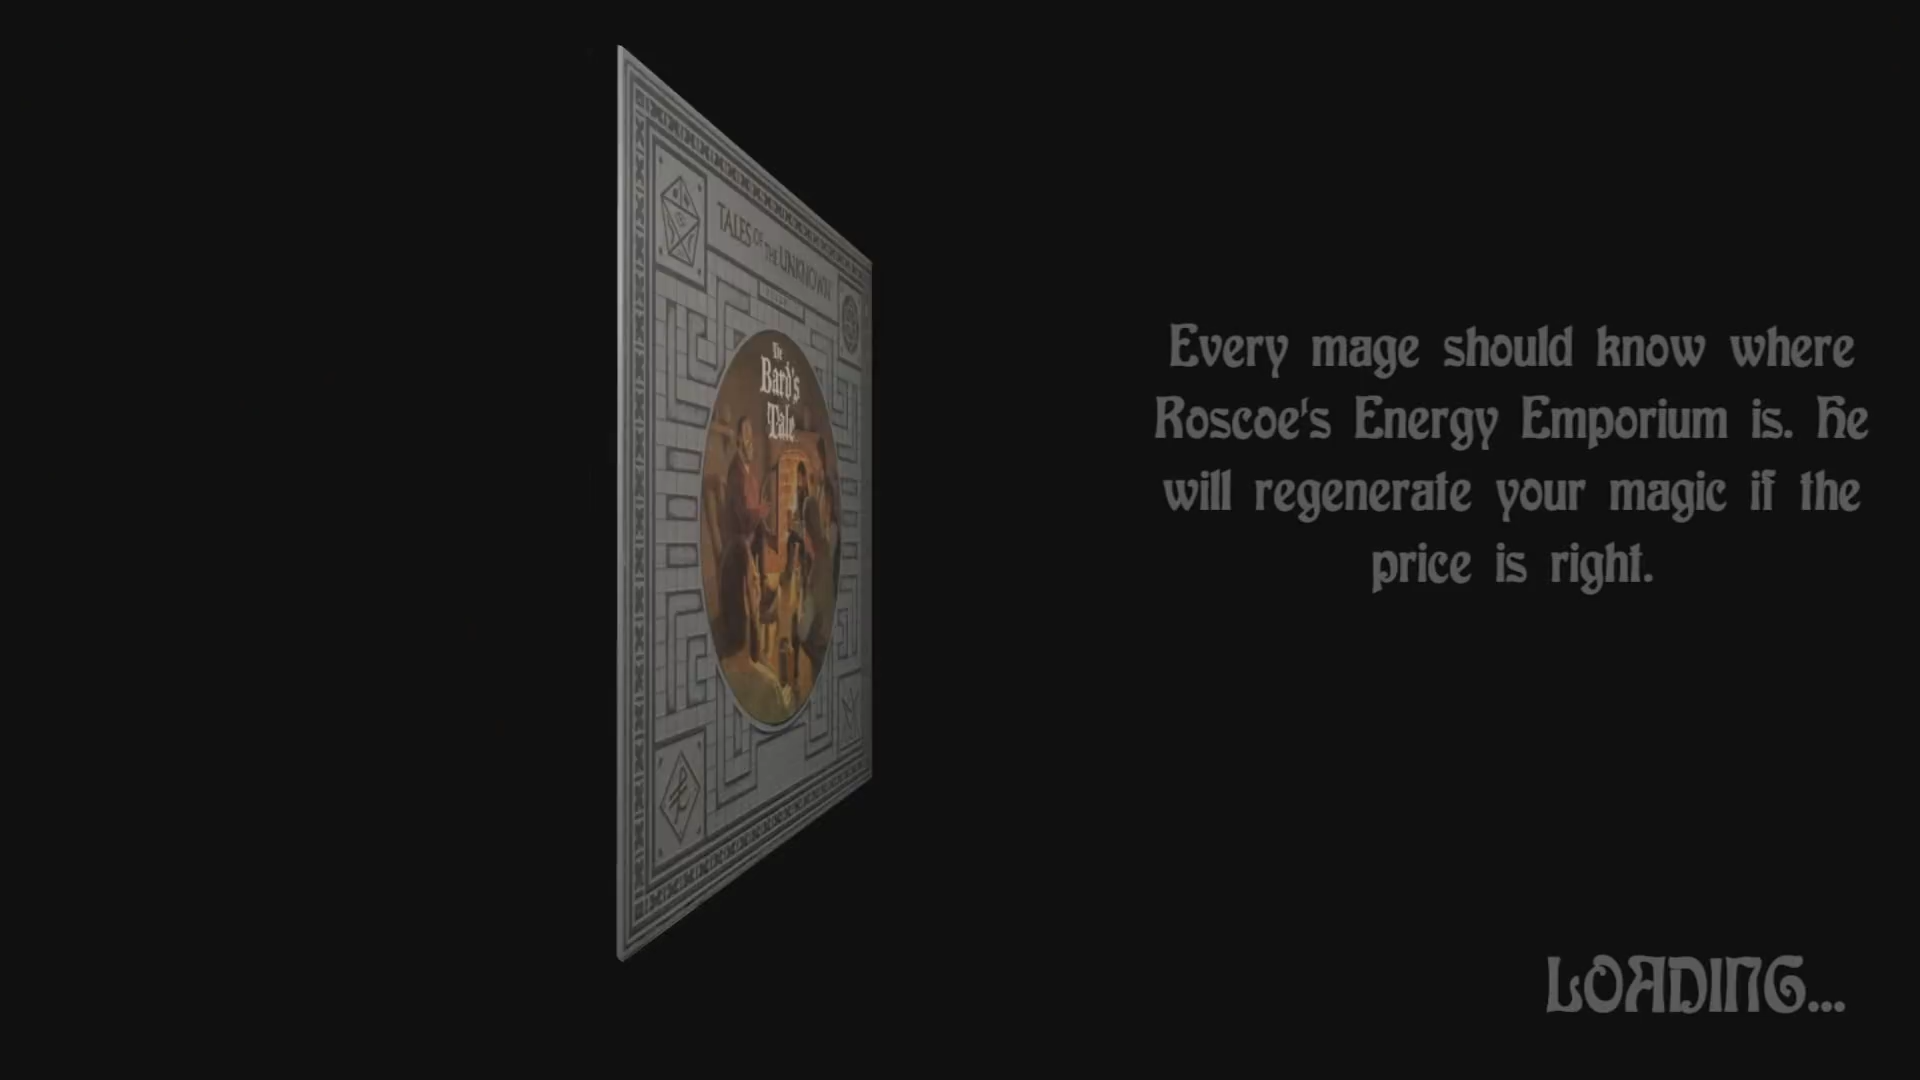 TALES OF THE UNKNOWN
The
Bard's
Tale
Every mage should know where
Roscoe's Energy Emporium is. He
will regenerate your magic if the
price is right.
LOADING...